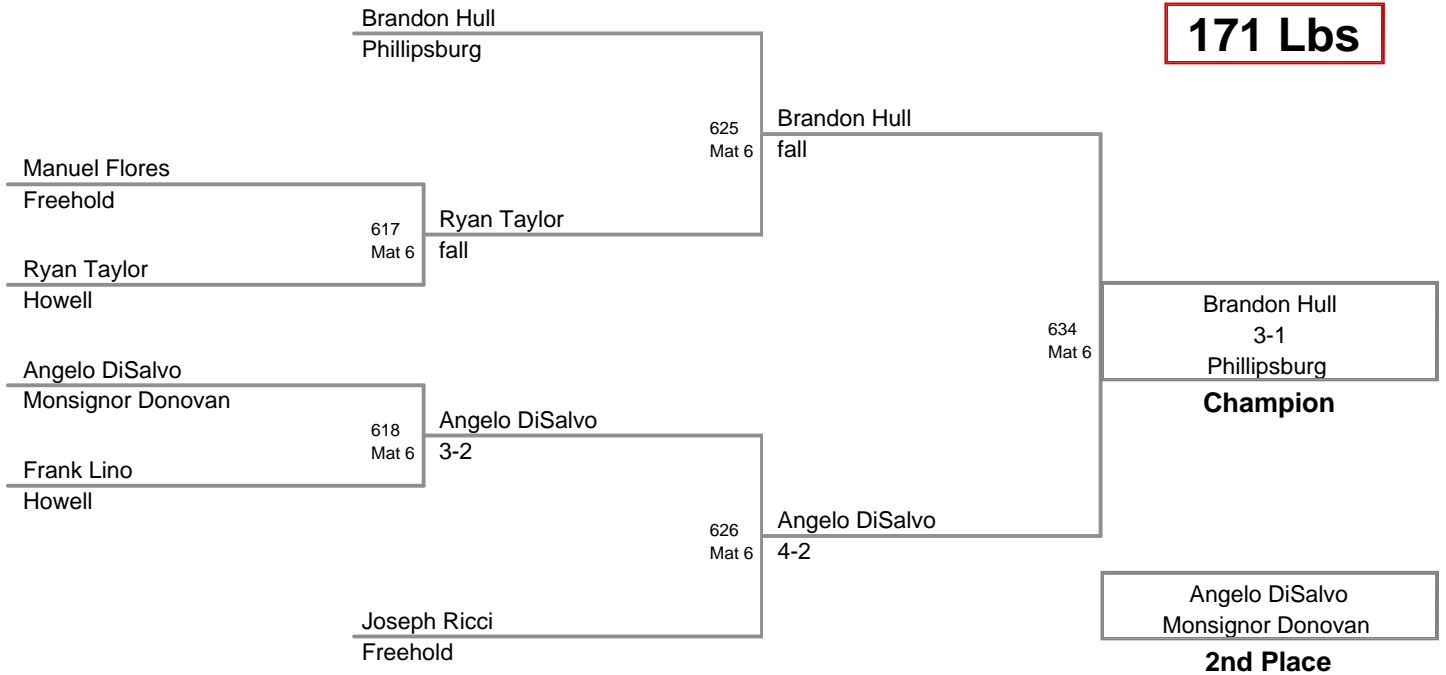 Brandon Hull
Phillipsburg
171 Lbs
625
Mat 6
Brandon Hull
fall
Manuel Flores
Freehold
617
Mat 6
Ryan Taylor
fall
Ryan Taylor
Howell
634
Mat 6
Brandon Hull
3-1
Phillipsburg
Champion
Angelo DiSalvo
Monsignor Donovan
618
Mat 6
Angelo DiSalvo
3-2
Frank Lino
Howell
626
Mat 6
Angelo DiSalvo
4-2
Joseph Ricci
Freehold
Angelo DiSalvo
Monsignor Donovan
2nd Place